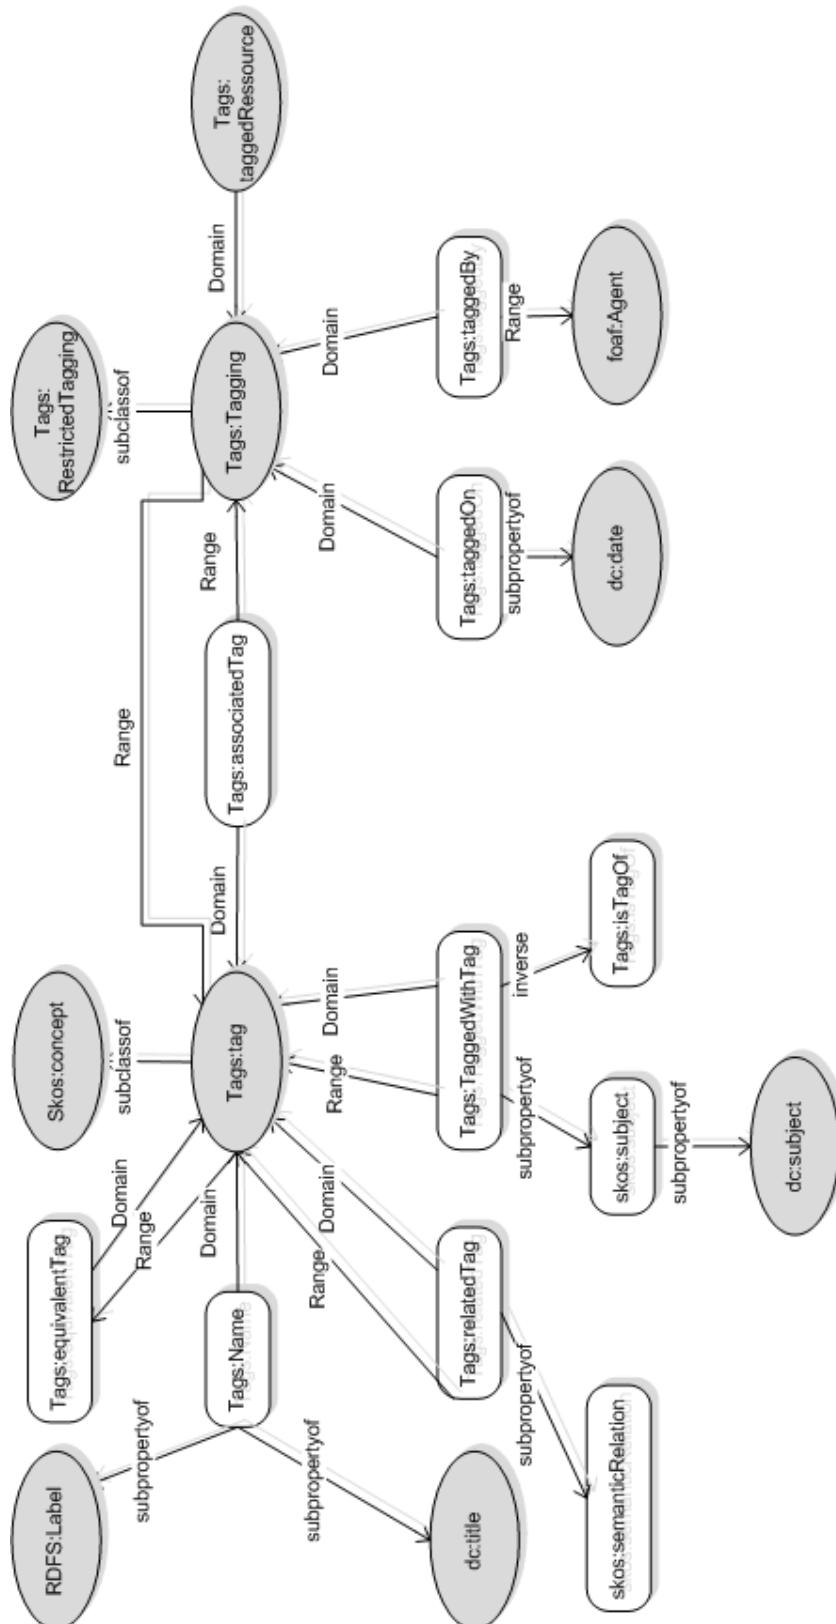 RDFS:Label
Tags:equivalentTag
Skos:concept
Tags:
RestrictedTagging
subpropertyof
Range
Domain
subclassof
Range
subclassof
Tags:Name
Domain
Tags:tag
Domain
Tags:associatedTag
Range
Tags:Tagging
Domain
Tags:
taggedRessource
subpropertyof
Range
Domain
Range
Domain
Domain
Domain
dc:title
Tags:relatedTag
Tags:TaggedWithTag
Tags:taggedOn
Tags:taggedBy
subpropertyof
subpropertyof
inverse
subpropertyof
Range
skos:semanticRelation
skos:subject
Tags:isTagOf
dc:date
foaf:Agent
subpropertyof
dc:subject